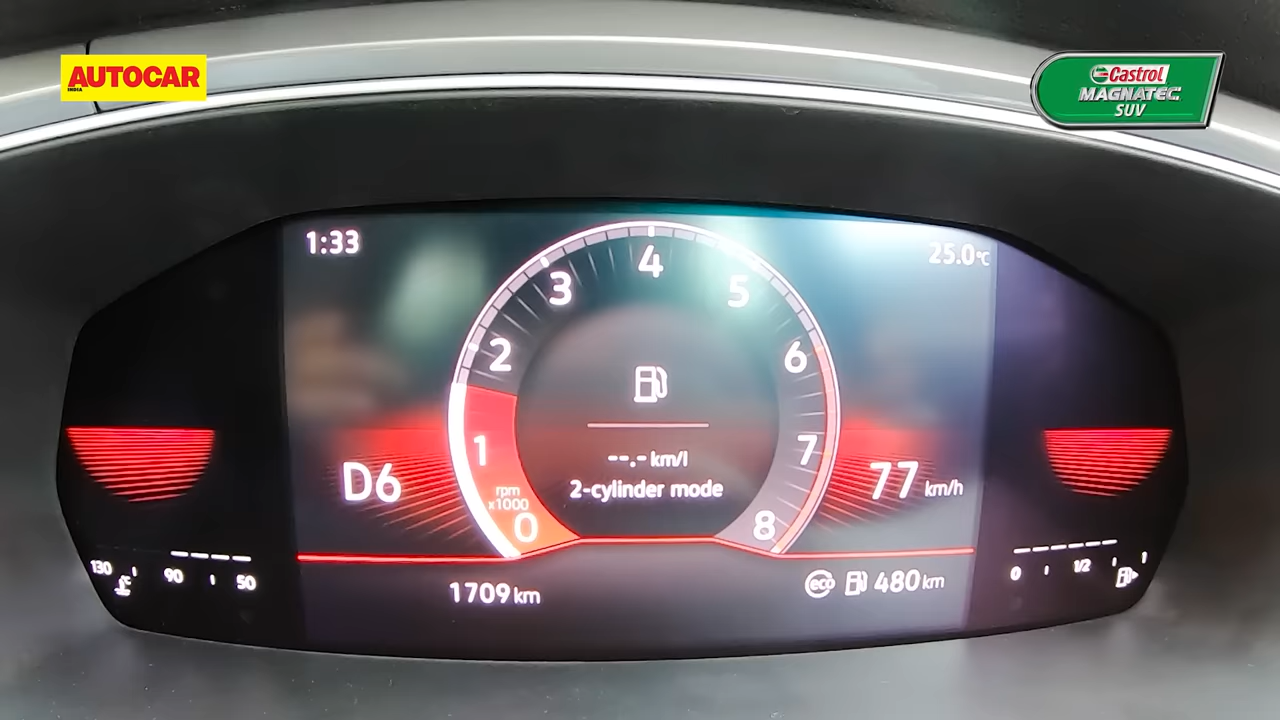 AUTOCAR
INDIA
Castrol
MAGNATEC
SUV
1:33
25.0°C
4
3
5
2
6
1
7
rpm
x1000
0
8
--.- km/l
2-cylinder mode
D6
77 km/h
130
90
50
°C
0
1/2
1
1709 km
eco
480 km